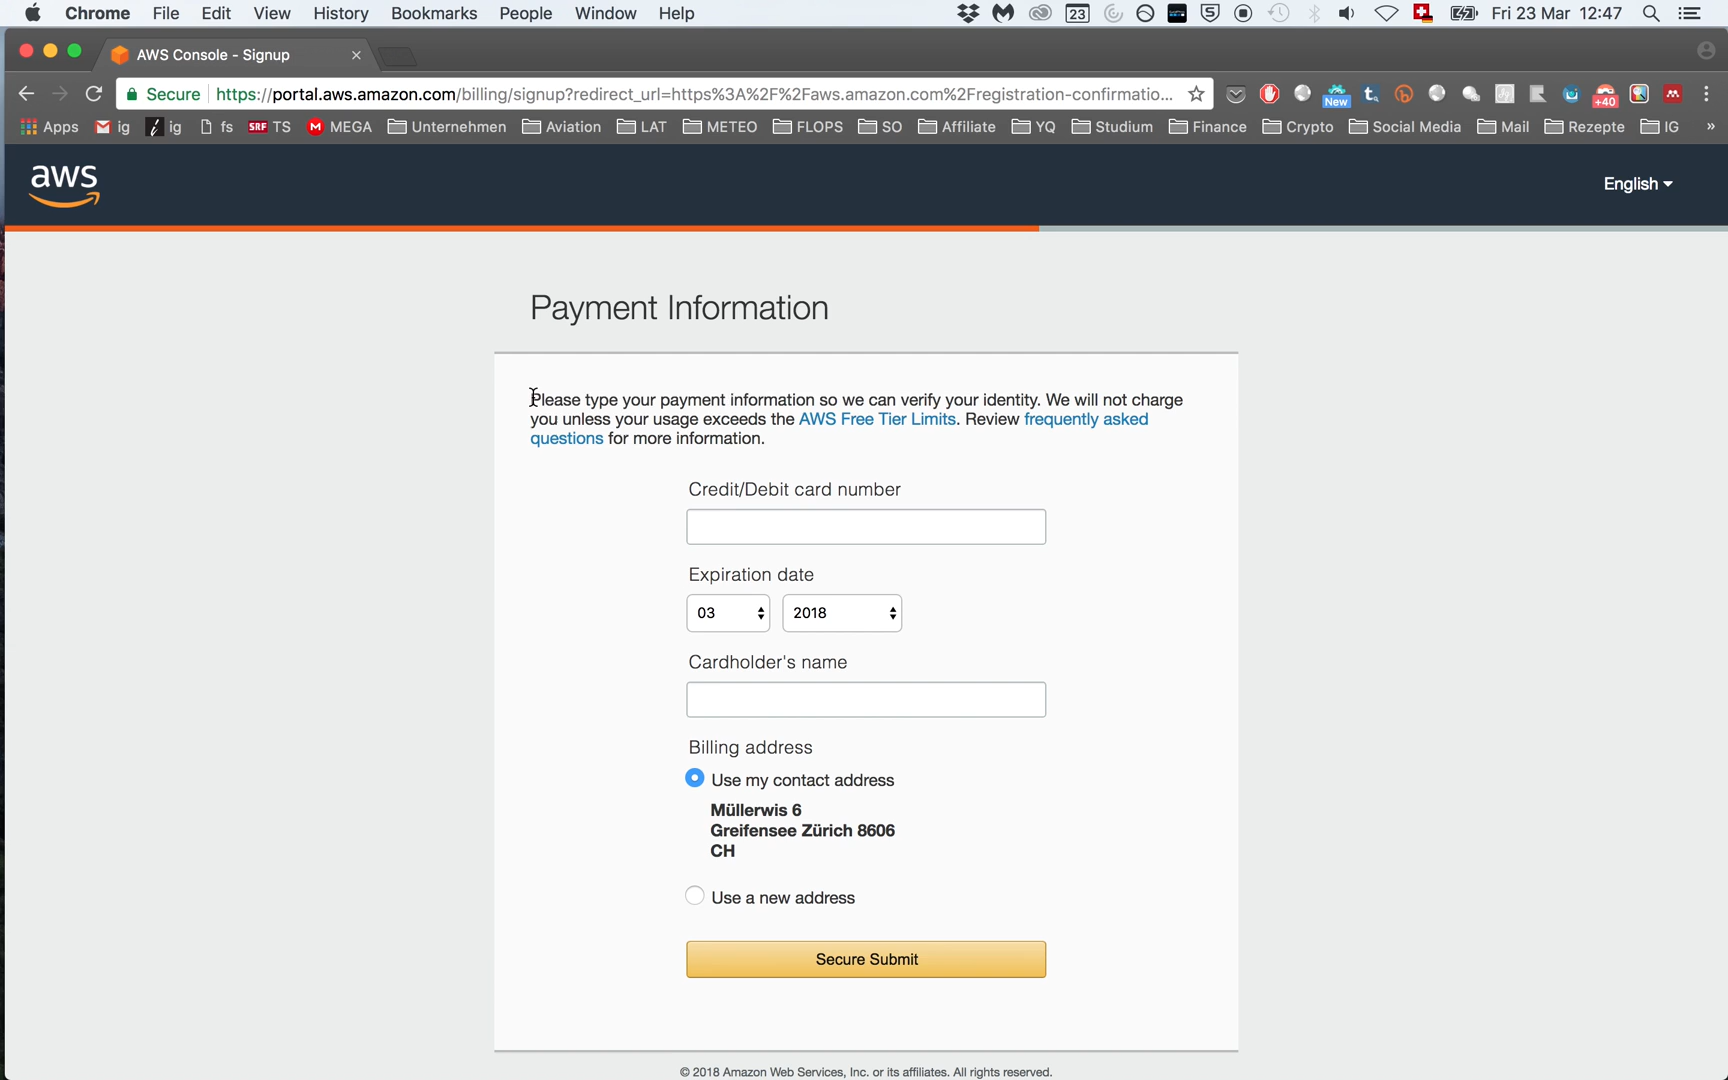 Chrome File Edit View History Bookmarks People Window Help 23 Fri 23 Mar 12:47
AWS Console - Signup
Secure https://portal.aws.amazon.com/billing/signup?redirect_url=https%3A%2F%2Faws.amazon.com%2Fregistration-confirmatio... New +40
Apps ig ig fs SRF TS MEGA Unternehmen Aviation LAT METEO FLOPS SO Affiliate YQ Studium Finance Crypto Social Media Mail Rezepte IG »
aws
English
Payment Information
Please type your payment information so we can verify your identity. We will not charge
you unless your usage exceeds the AWS Free Tier Limits. Review frequently asked
questions for more information.
Credit/Debit card number
Expiration date
03 2018
Cardholder's name
Billing address
Use my contact address
Müllerwis 6
Greifensee Zürich 8606
CH
Use a new address
Secure Submit
© 2018 Amazon Web Services, Inc. or its affiliates. All rights reserved.